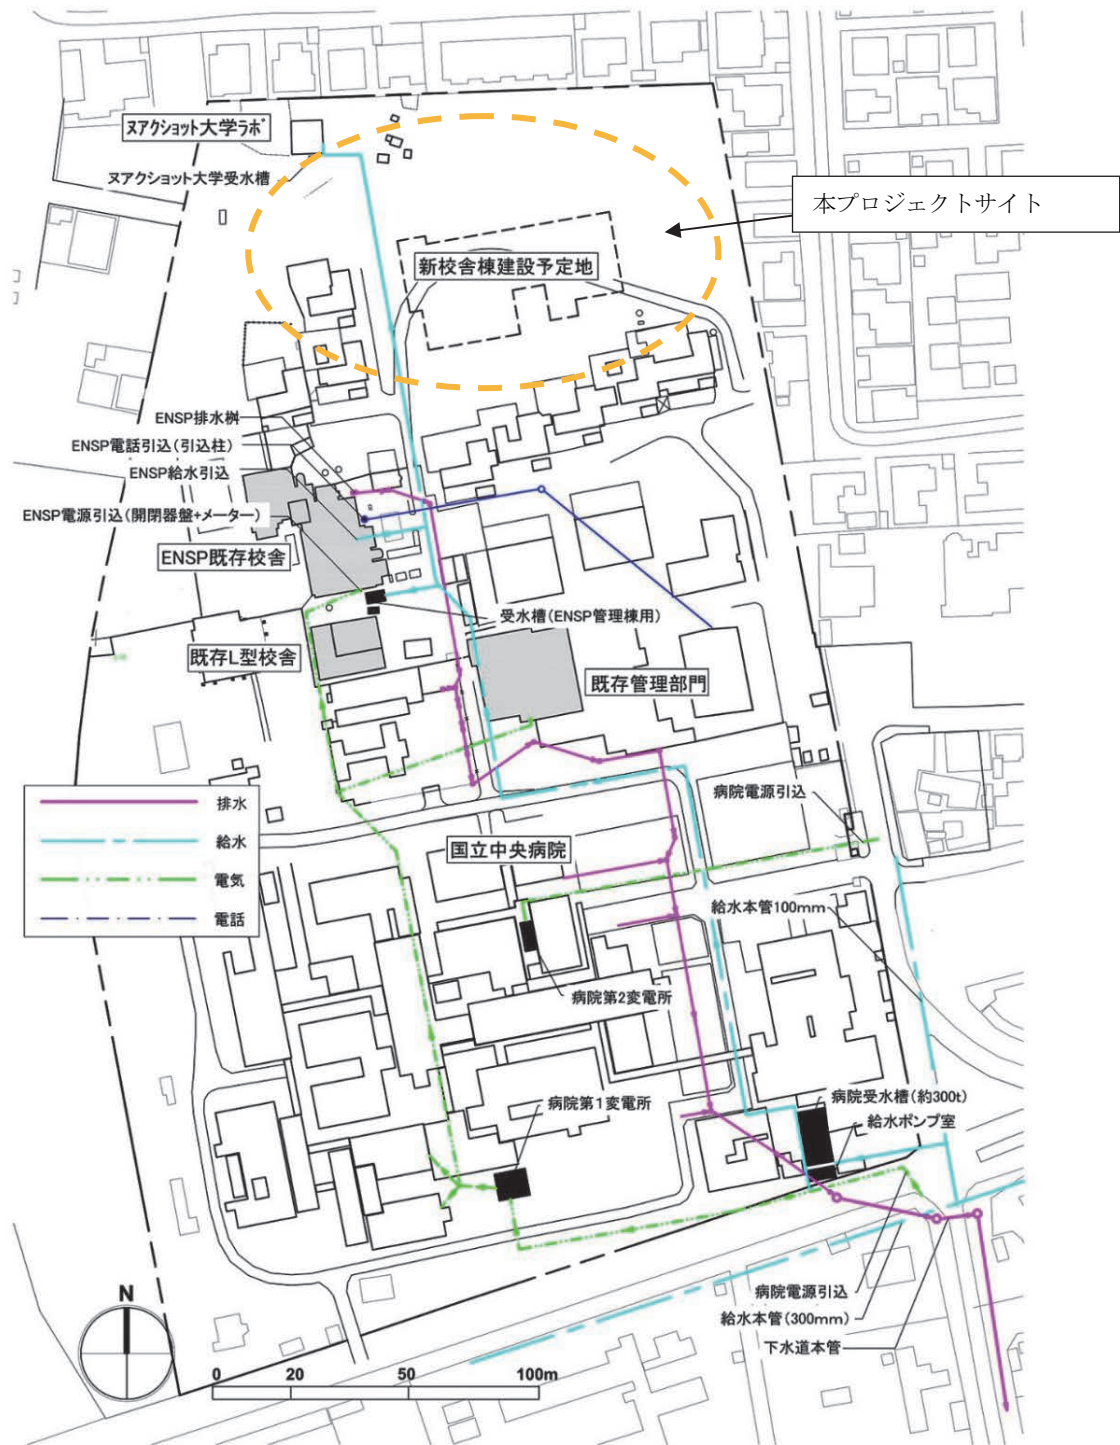 ヌアクショット大学ラボ
ヌアクショット大学受水槽
本プロジェクトサイト
新校舎棟建設予定地
ENSP排水桝
ENSP電話引込(引込柱)
ENSP給水引込
ENSP電源引込(開閉器盤+メーター)
ENSP既存校舎
受水槽(ENSP管理棟用)
既存L型校舎
既存管理部門
排水
給水
電気
電話
病院電源引込
国立中央病院
給水本管100mm
病院第2変電所
病院第1変電所
病院受水槽(約300t)
給水ポンプ室
病院電源引込
給水本管(300mm)
下水道本管
N
0 20 50 100m